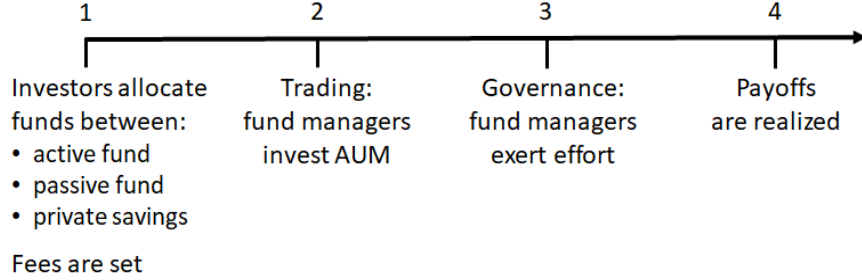 1 2 3 4
Investors allocate
funds between:
• active fund
• passive fund
• private savings
Fees are set
Trading:
fund managers
invest AUM
Governance:
fund managers
exert effort
Payoffs
are realized